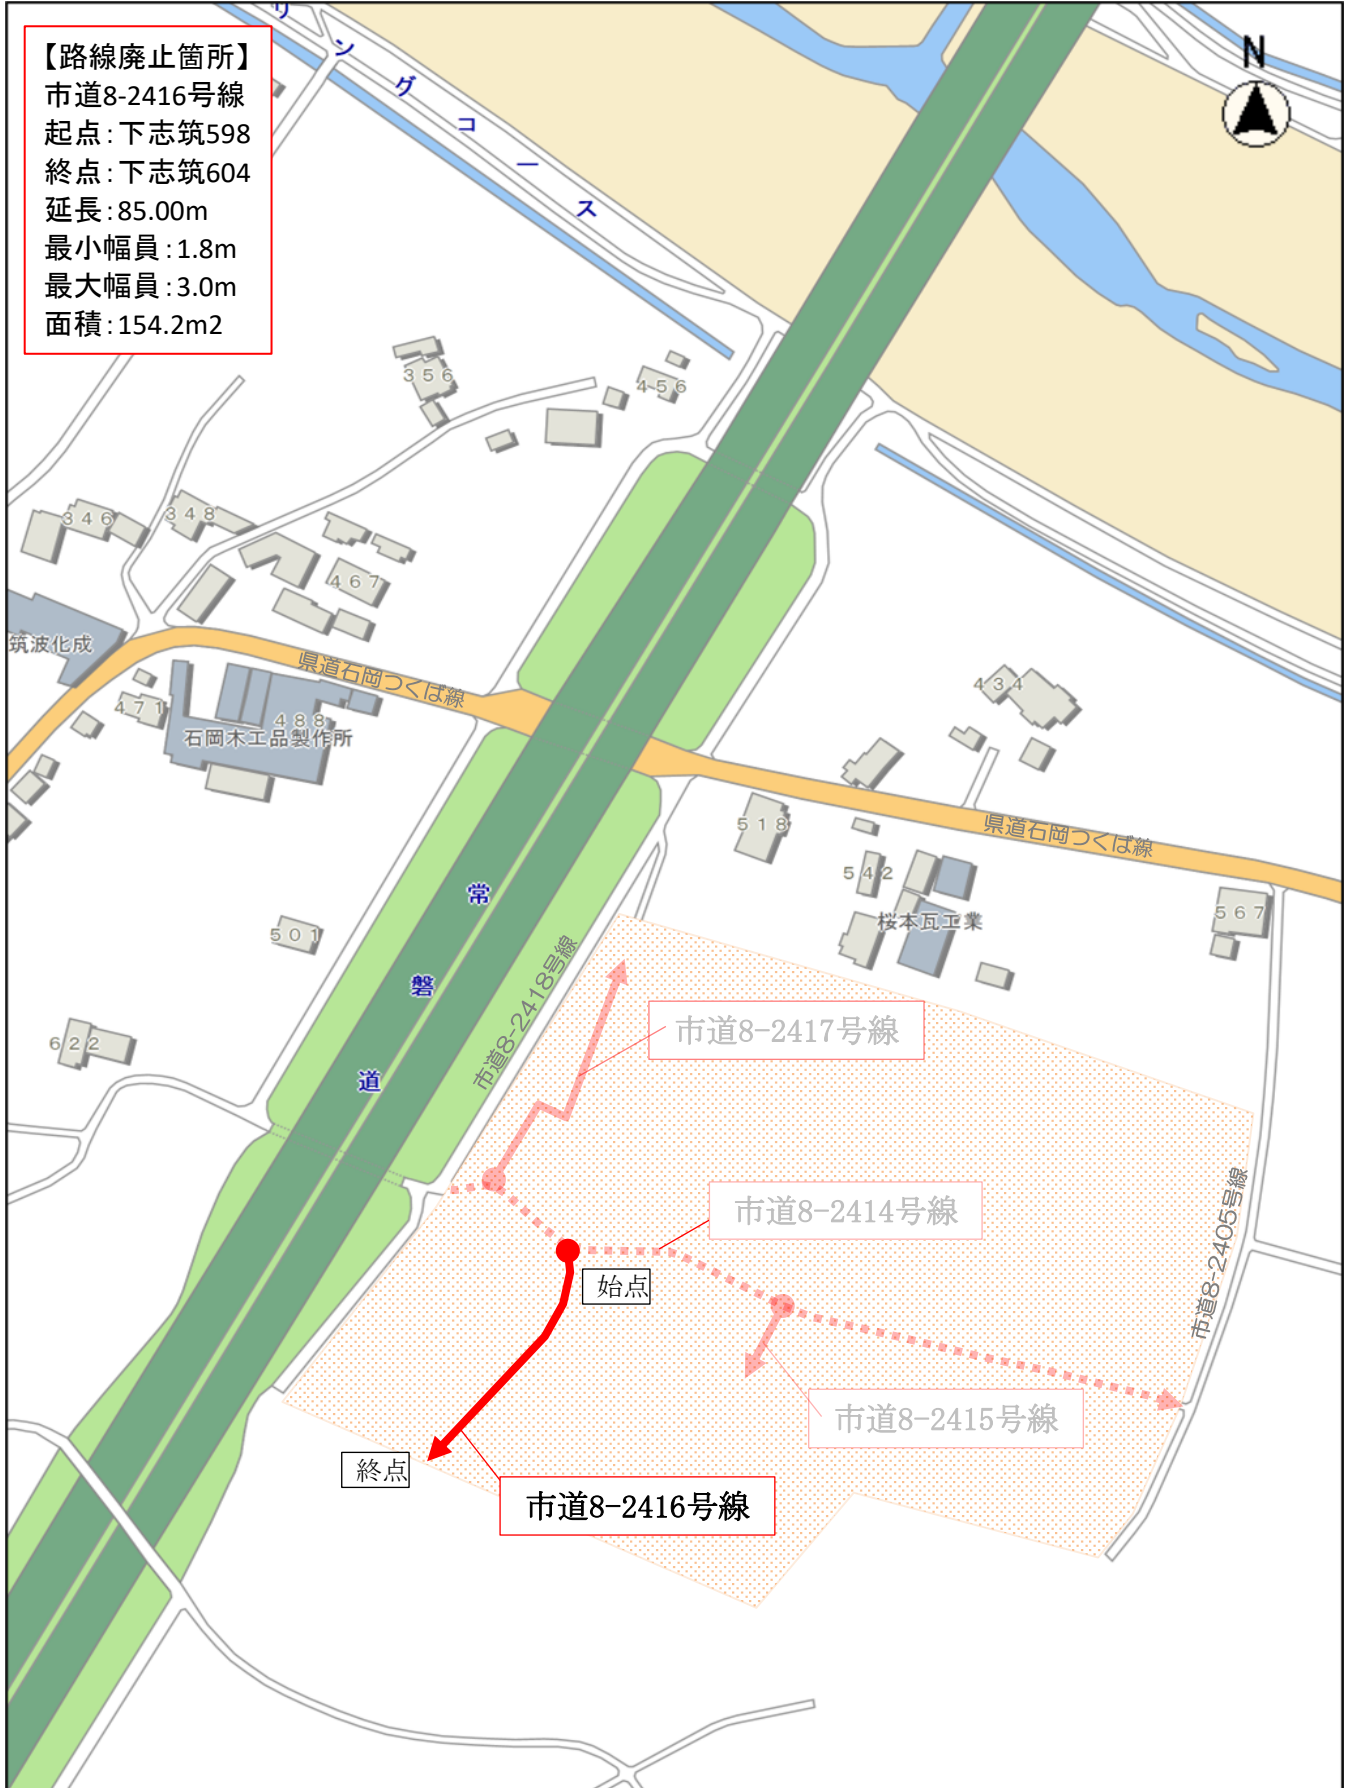 【路線廃止箇所】
市道8-2416号線
起点:下志筑598
終点:下志筑604
延長:85.00m
最小幅員:1.8m
最大幅員:3.0m
面積:154.2m2
リングコース
N
356
456
346
348
467
筑波化成
県道石岡つくば線
471
488
石岡木工品製作所
434
518
県道石岡つくば線
542
桜本瓦工業
567
常磐道
501
市道8-2418号線
622
市道8-2417号線
市道8-2414号線
市道8-2405号線
始点
市道8-2415号線
終点
市道8-2416号線